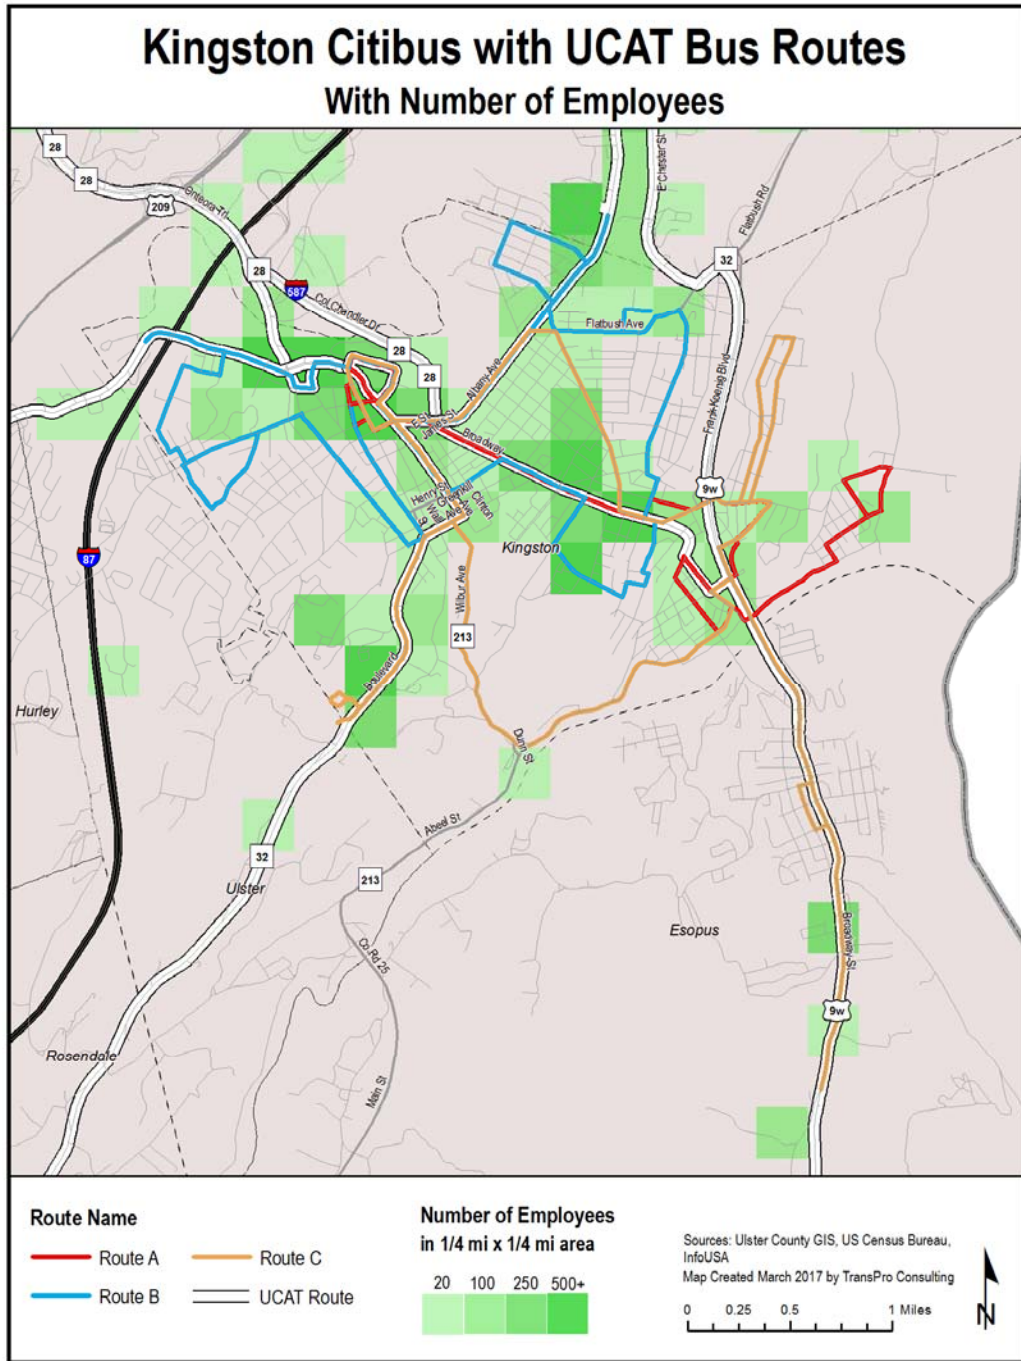 Kingston Citibus with UCAT Bus Routes
With Number of Employees
28
28
209
Onteora Trl
28
587
Col Chandler Dr
28
28
E Chester St
Flatbush Rd
32
Flatbush Ave
Albany Ave
E St
James St
Broadway
Frank Koenig Blvd
9w
Henry St
Greenkill
Ave
Wall
Ave
Clinton
Kingston
87
Wilbur Ave
213
Boulevard
Hurley
Dunn St
Abeel St
32
213
Ulster
Esopus
Co Rd 25
Broadway St
9w
Rosendale
Main St
Route Name
Route A
Route C
Route B
UCAT Route
Number of Employees
in 1/4 mi x 1/4 mi area
20 100 250 500+
Sources: Ulster County GIS, US Census Bureau,
InfoUSA
Map Created March 2017 by TransPro Consulting
0 0.25 0.5 1 Miles
N